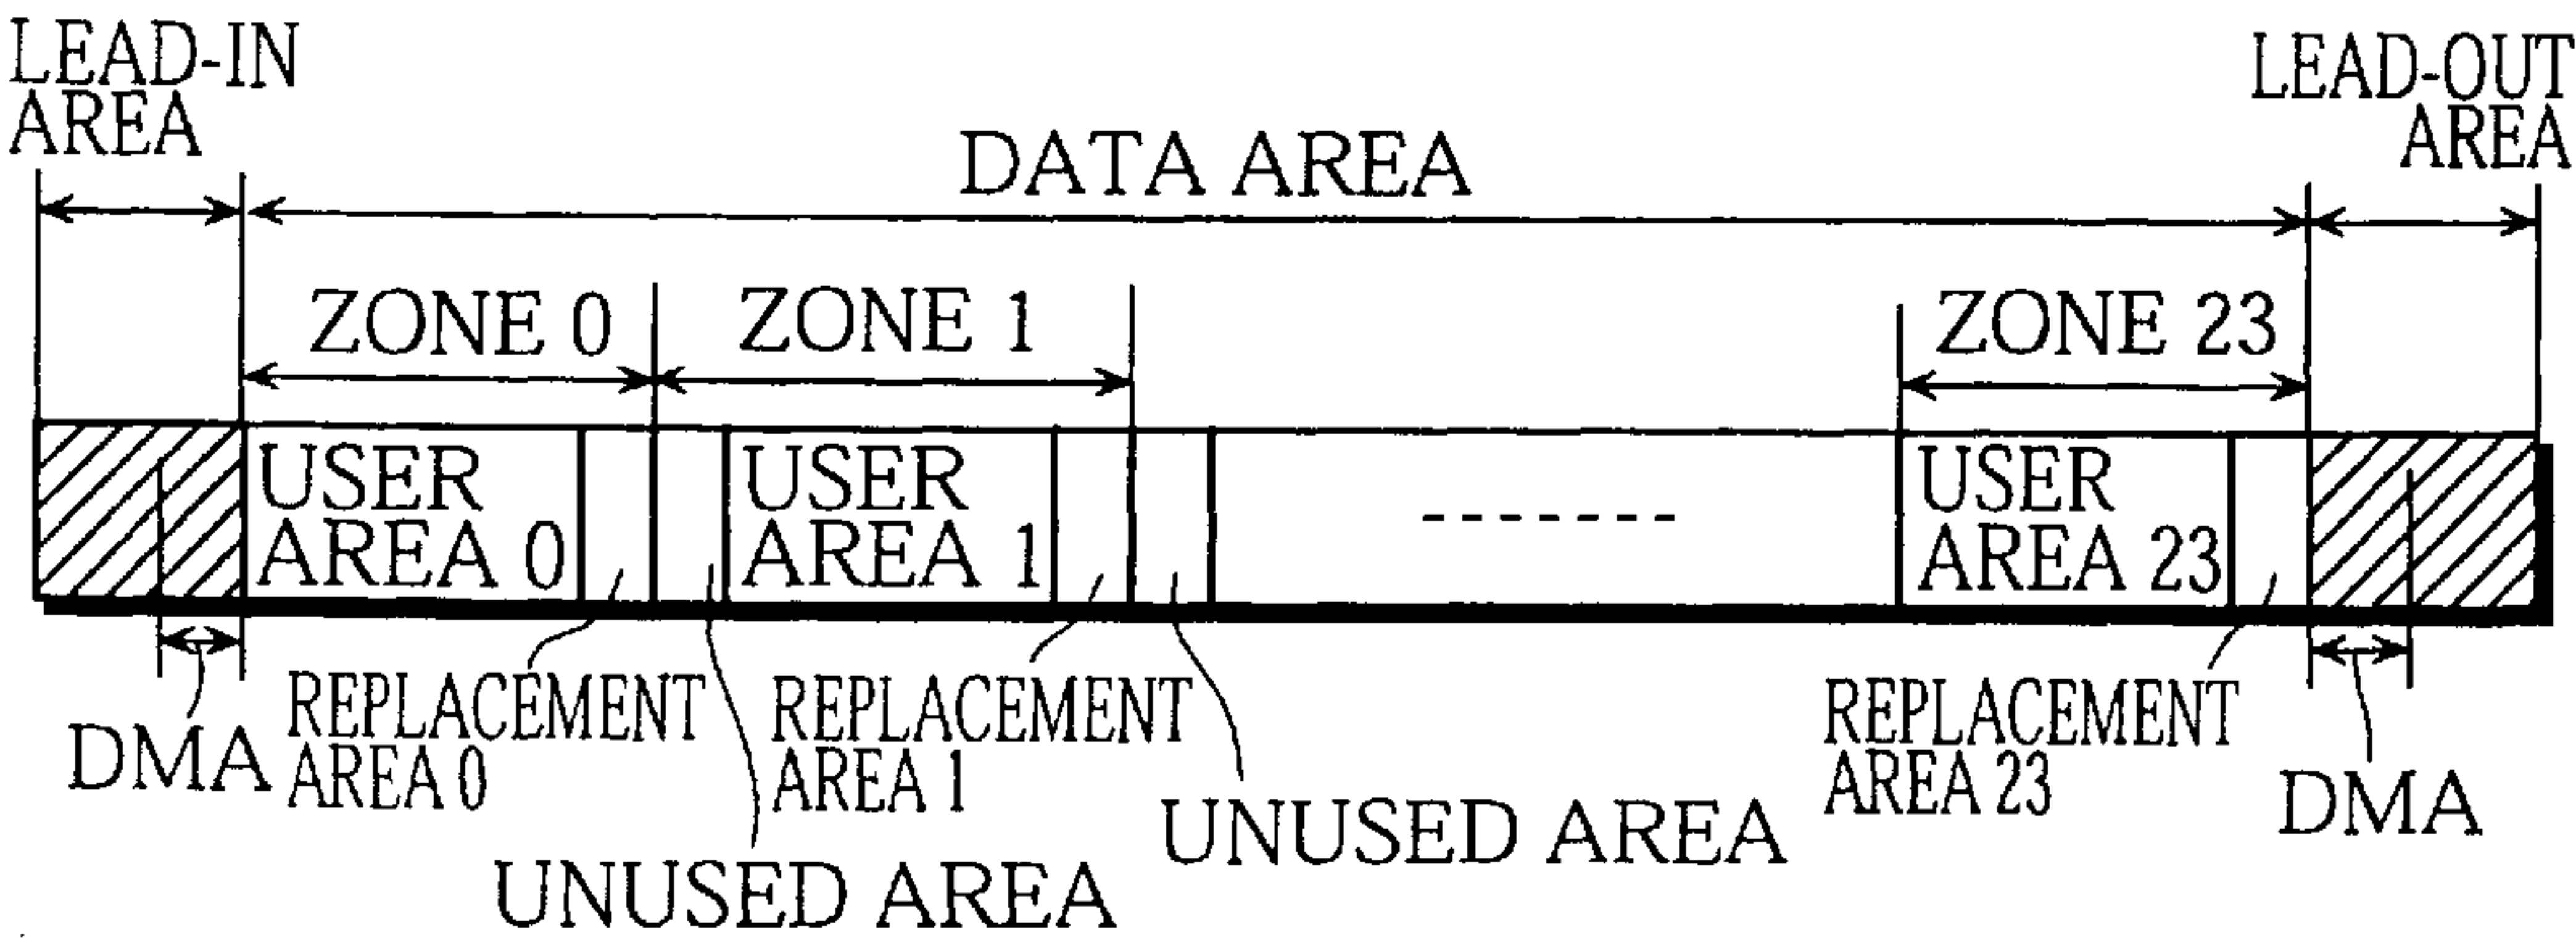 LEAD-IN
AREA
DATA AREA
LEAD-OUT
AREA
ZONE 0
ZONE 1
ZONE 23
USER
AREA 0
USER
AREA 1
-------
USER
AREA 23
DMA
REPLACEMENT
AREA 0
UNUSED AREA
REPLACEMENT
AREA 1
UNUSED AREA
REPLACEMENT
AREA 23
DMA